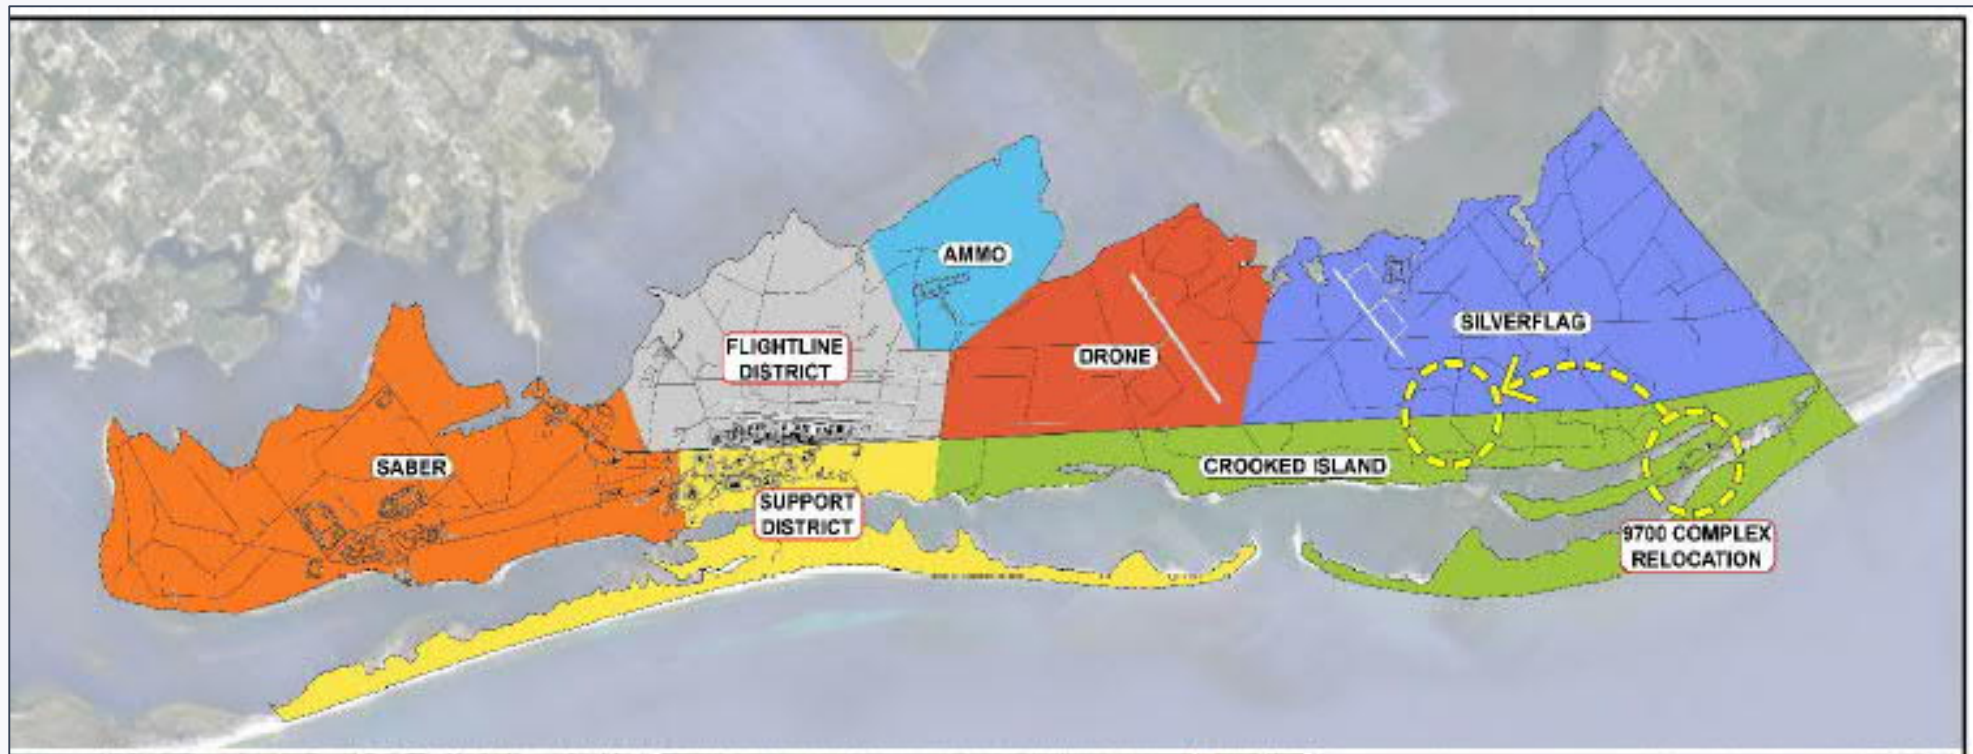 AMMO
FLIGHTLINE
DISTRICT
DRONE
SILVERFLAG
SABER
SUPPORT
DISTRICT
CROOKED ISLAND
9700 COMPLEX
RELOCATION